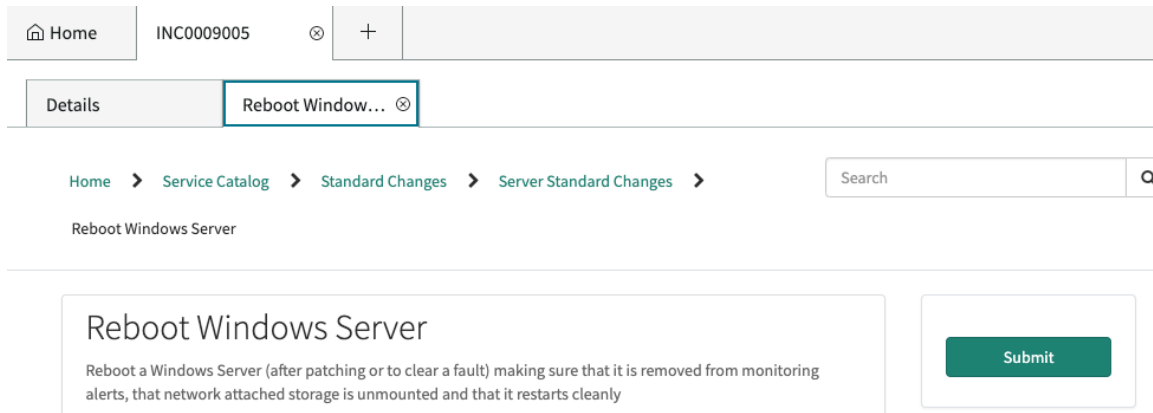 Home INC0009005
Details Reboot Window...
Home Service Catalog Standard Changes Server Standard Changes Search
Reboot Windows Server
Reboot Windows Server
Submit
Reboot a Windows Server (after patching or to clear a fault) making sure that it is removed from monitoring
alerts, that network attached storage is unmounted and that it restarts cleanly